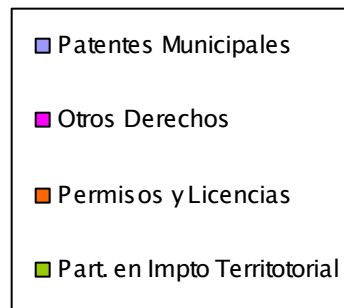 Patentes Municipales
Otros Derechos
Permisos y Licencias
Part. en Impto Territotorial